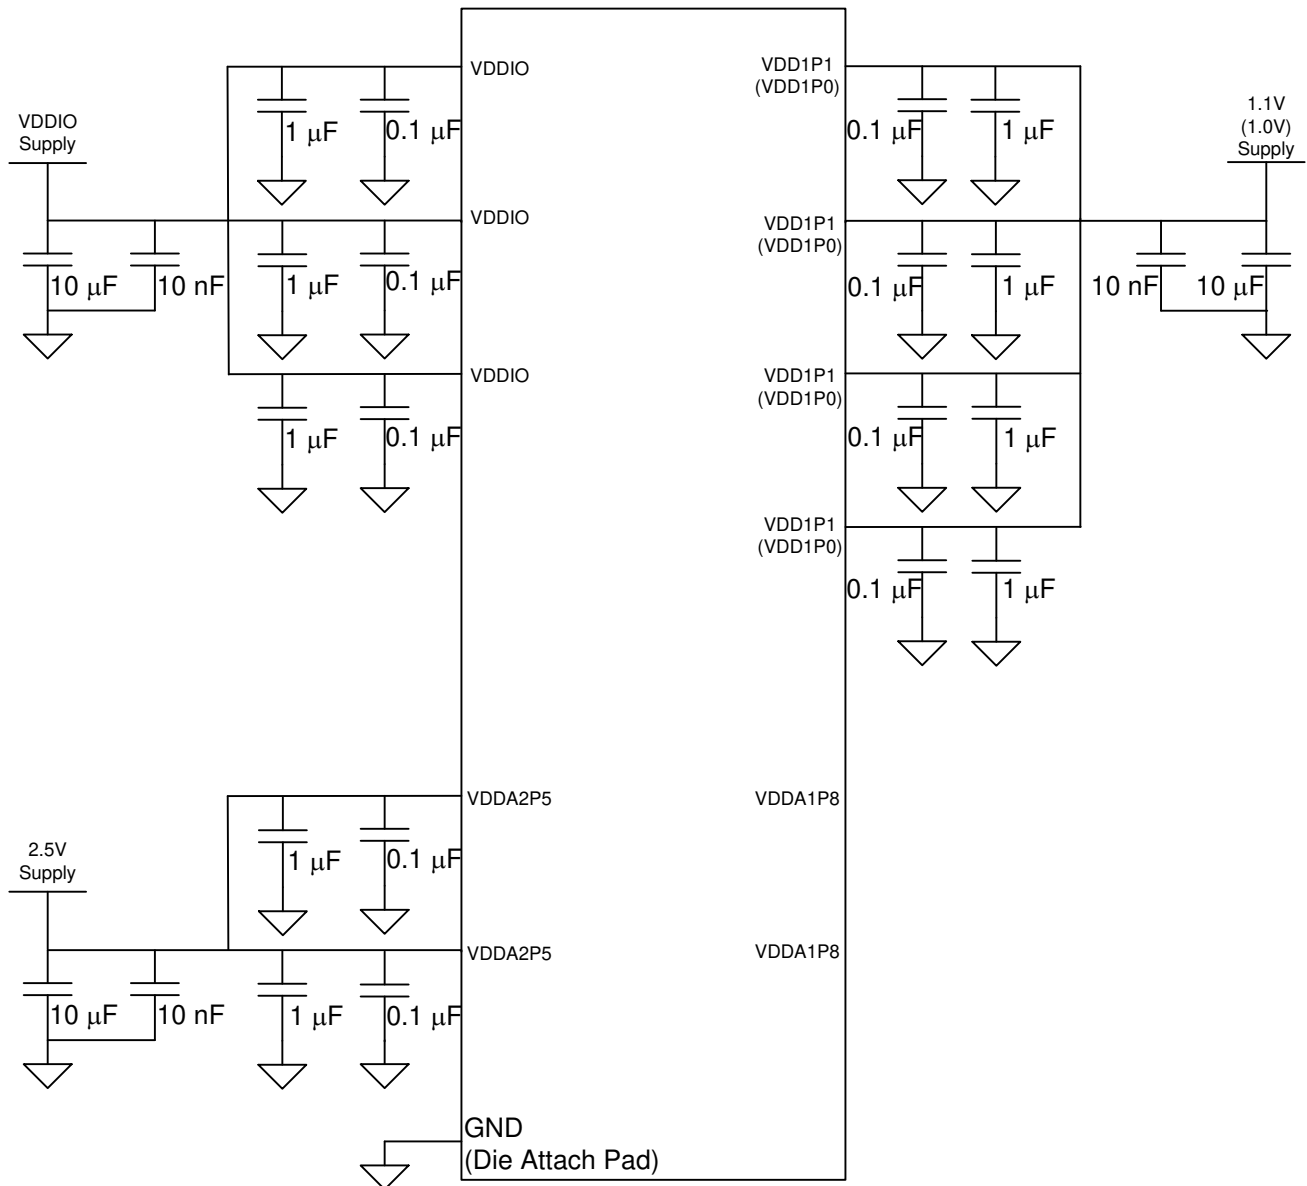 VDDIO
VDD1P1
(VDD1P0)
1 μF
0.1 μF
0.1 μF
1 μF
VDDIO
Supply
1.1V
(1.0V)
Supply
VDDIO
VDD1P1
(VDD1P0)
10 μF
10 nF
1 μF
0.1 μF
0.1 μF
1 μF
10 nF
10 μF
VDDIO
VDD1P1
(VDD1P0)
1 μF
0.1 μF
0.1 μF
1 μF
VDD1P1
(VDD1P0)
0.1 μF
1 μF
VDDA2P5
VDDA1P8
1 μF
0.1 μF
2.5V
Supply
VDDA2P5
VDDA1P8
10 μF
10 nF
1 μF
0.1 μF
GND
(Die Attach Pad)